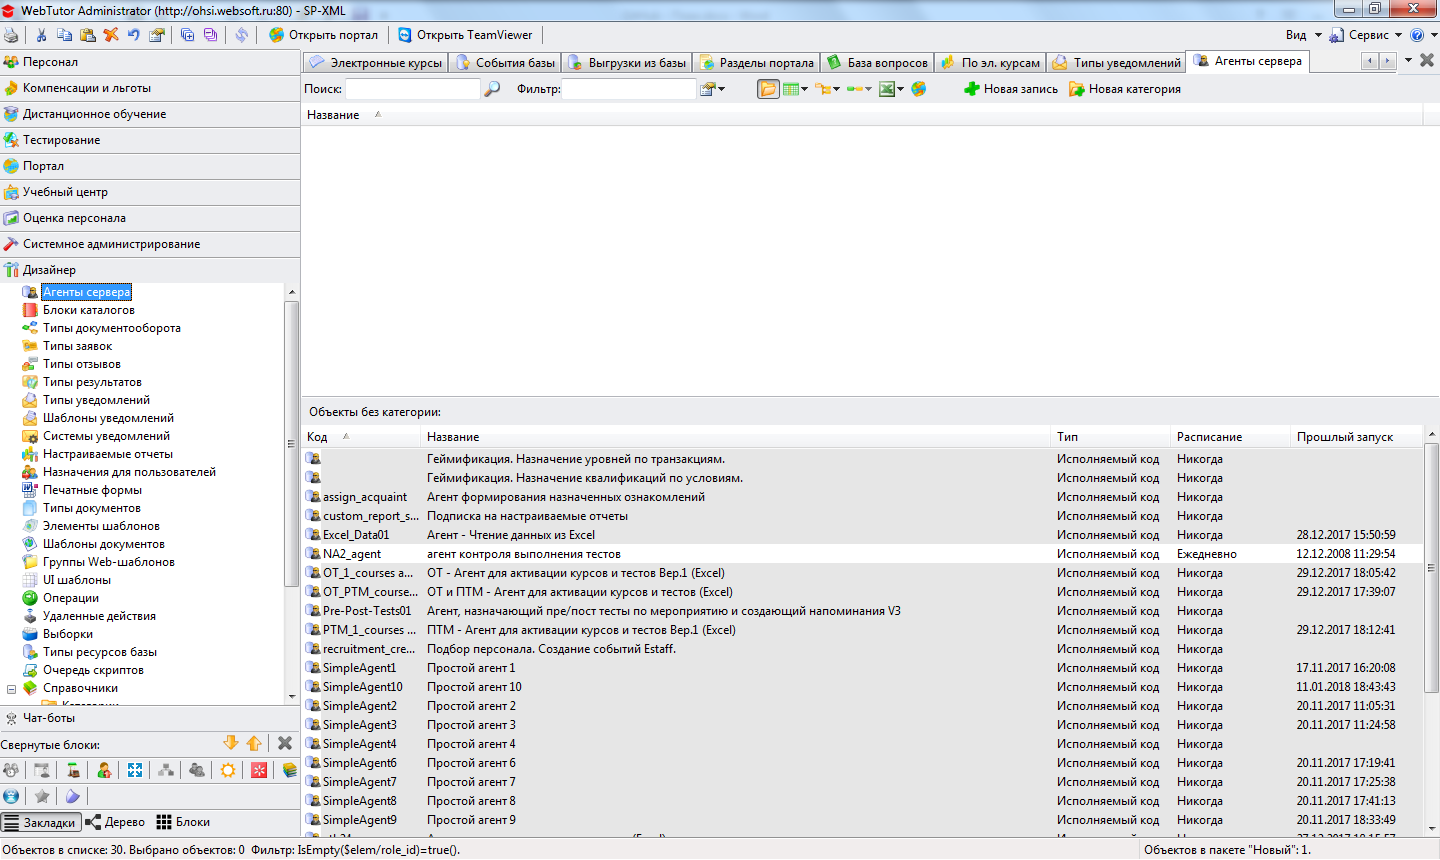 WebTutor Administrator (http://ohsi.websoft.ru:80) - SP-XML
Открыть портал Открыть TeamViewer Вид Сервис
Персонал
Компенсации и льготы
Дистанционное обучение
Тестирование
Портал
Учебный центр
Оценка персонала
Системное администрирование
Дизайнер
Агенты сервера
Блоки каталогов
Типы документооборота
Типы заявок
Типы отзывов
Типы результатов
Типы уведомлений
Шаблоны уведомлений
Системы уведомлений
Настраиваемые отчеты
Назначения для пользователей
Печатные формы
Типы документов
Элементы шаблонов
Шаблоны документов
Группы Web-шаблонов
UI шаблоны
Операции
Удаленные действия
Выборки
Типы ресурсов базы
Очередь скриптов
Справочники
Категории
Чат-боты
Свернутые блоки:
Закладки Дерево Блоки
Электронные курсы События базы Выгрузки из базы Разделы портала База вопросов По эл. курсам Типы уведомлений Агенты сервера
Поиск: Фильтр: Новая запись Новая категория
Название
Объекты без категории:
Код Название Тип Расписание Прошлый запуск
Геймификация. Назначение уровней по транзакциям. Исполняемый код Никогда
Геймификация. Назначение квалификаций по условиям. Исполняемый код Никогда
assign_acquaint Агент формирования назначенных ознакомлений Исполняемый код Никогда
custom_report_s... Подписка на настраиваемые отчеты Исполняемый код Никогда
Excel_Data01 Агент - Чтение данных из Excel Исполняемый код Никогда 28.12.2017 15:50:59
NA2_agent агент контроля выполнения тестов Исполняемый код Ежедневно 12.12.2008 11:29:54
OT_1_courses a... ОТ - Агент для активации курсов и тестов Вер.1 (Excel) Исполняемый код Никогда 29.12.2017 18:05:42
OT_PTM_course... ОТ и ПТМ - Агент для активации курсов и тестов (Excel) Исполняемый код Никогда 29.12.2017 17:39:07
Pre-Post-Tests01 Агент, назначающий пре/пост тесты по мероприятию и создающий напоминания V3 Исполняемый код Никогда
PTM_1_courses ... ПТМ - Агент для активации курсов и тестов Вер.1 (Excel) Исполняемый код Никогда 29.12.2017 18:12:41
recruitment_cre... Подбор персонала. Создание событий Estaff. Исполняемый код Никогда
SimpleAgent1 Простой агент 1 Исполняемый код Никогда 17.11.2017 16:20:08
SimpleAgent10 Простой агент 10 Исполняемый код Никогда 11.01.2018 18:43:43
SimpleAgent2 Простой агент 2 Исполняемый код Никогда 20.11.2017 11:05:31
SimpleAgent3 Простой агент 3 Исполняемый код Никогда 20.11.2017 11:24:58
SimpleAgent4 Простой агент 4 Исполняемый код Никогда
SimpleAgent6 Простой агент 6 Исполняемый код Никогда 20.11.2017 17:19:41
SimpleAgent7 Простой агент 7 Исполняемый код Никогда 20.11.2017 17:25:38
SimpleAgent8 Простой агент 8 Исполняемый код Никогда 20.11.2017 17:41:13
SimpleAgent9 Простой агент 9 Исполняемый код Никогда 20.11.2017 18:33:49
Объектов в списке: 30. Выбрано объектов: 0 Фильтр: IsEmpty($elem/role_id)=true(). Объектов в пакете "Новый": 1.